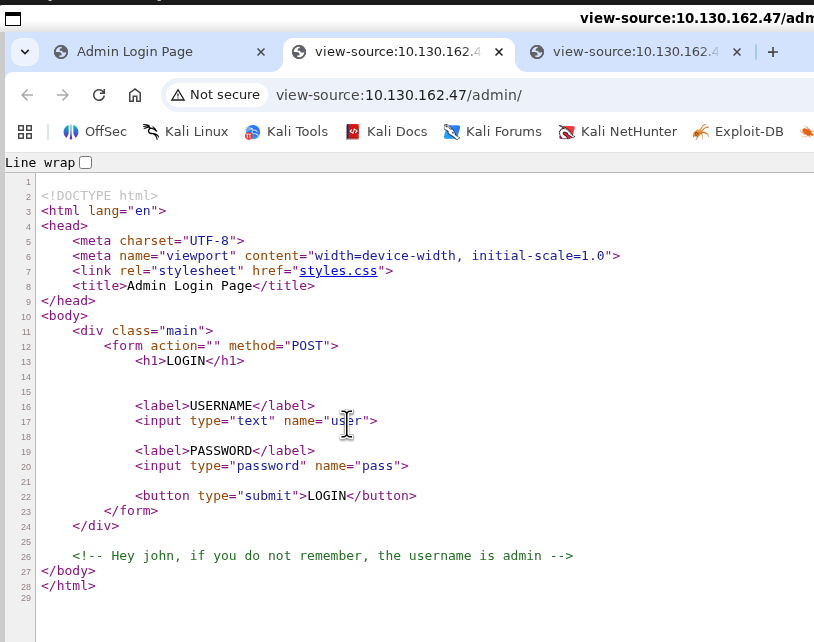 view-source:10.130.162.47/adm
Admin Login Page
view-source:10.130.162.4
view-source:10.130.162.4
Not secure
view-source:10.130.162.47/admin/
OffSec
Kali Linux
Kali Tools
Kali Docs
Kali Forums
Kali NetHunter
Exploit-DB
Line wrap
1
2 <!DOCTYPE html>
3 <html lang="en">
4 <head>
5     <meta charset="UTF-8">
6     <meta name="viewport" content="width=device-width, initial-scale=1.0">
7     <link rel="stylesheet" href="styles.css">
8     <title>Admin Login Page</title>
9 </head>
10 <body>
11     <div class="main">
12         <form action="" method="POST">
13             <h1>LOGIN</h1>
14
15
16             <label>USERNAME</label>
17             <input type="text" name="user">
18
19             <label>PASSWORD</label>
20             <input type="password" name="pass">
21
22             <button type="submit">LOGIN</button>
23         </form>
24     </div>
25
26     <!-- Hey john, if you do not remember, the username is admin -->
27 </body>
28 </html>
29